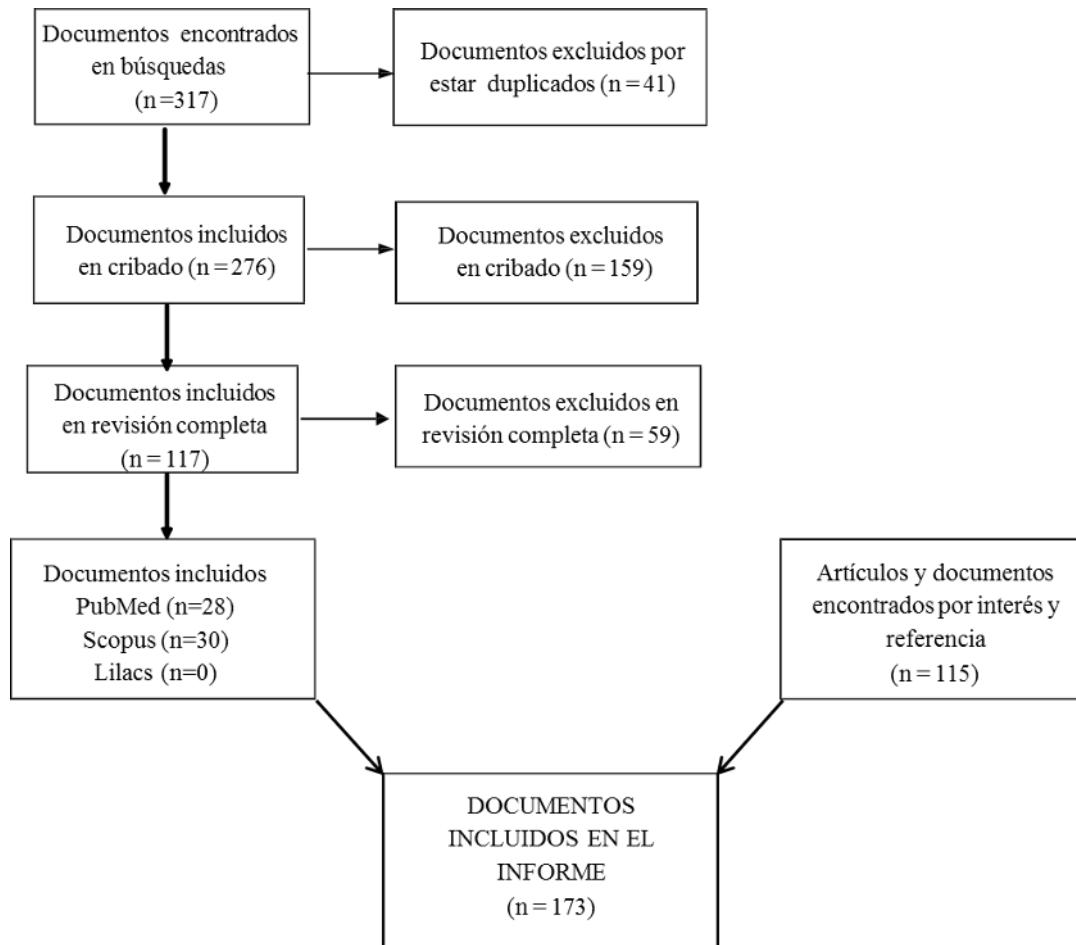 Documentos encontrados
en búsquedas
(n =317)
Documentos excluidos por
estar duplicados (n = 41)
Documentos incluidos
en cribado (n = 276)
Documentos excluidos
en cribado (n = 159)
Documentos incluidos
en revisión completa
(n = 117)
Documentos excluidos en
revisión completa (n = 59)
Documentos incluidos
PubMed (n=28)
Scopus (n=30)
Lilacs (n=0)
Artículos y documentos
encontrados por interés y
referencia
(n = 115)
DOCUMENTOS
INCLUIDOS EN EL
INFORME
(n = 173)